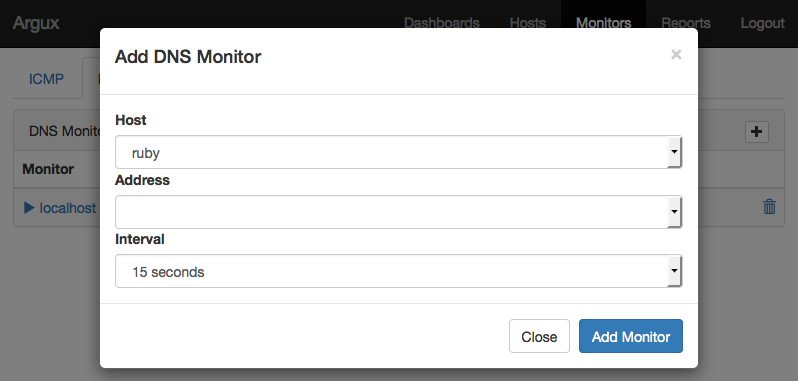 Argux Dashboards Hosts Monitors Reports Logout
Add DNS Monitor ×
ICMP
Host
DNS Monito
ruby
Monitor
Address
localhost
Interval
15 seconds
Close Add Monitor